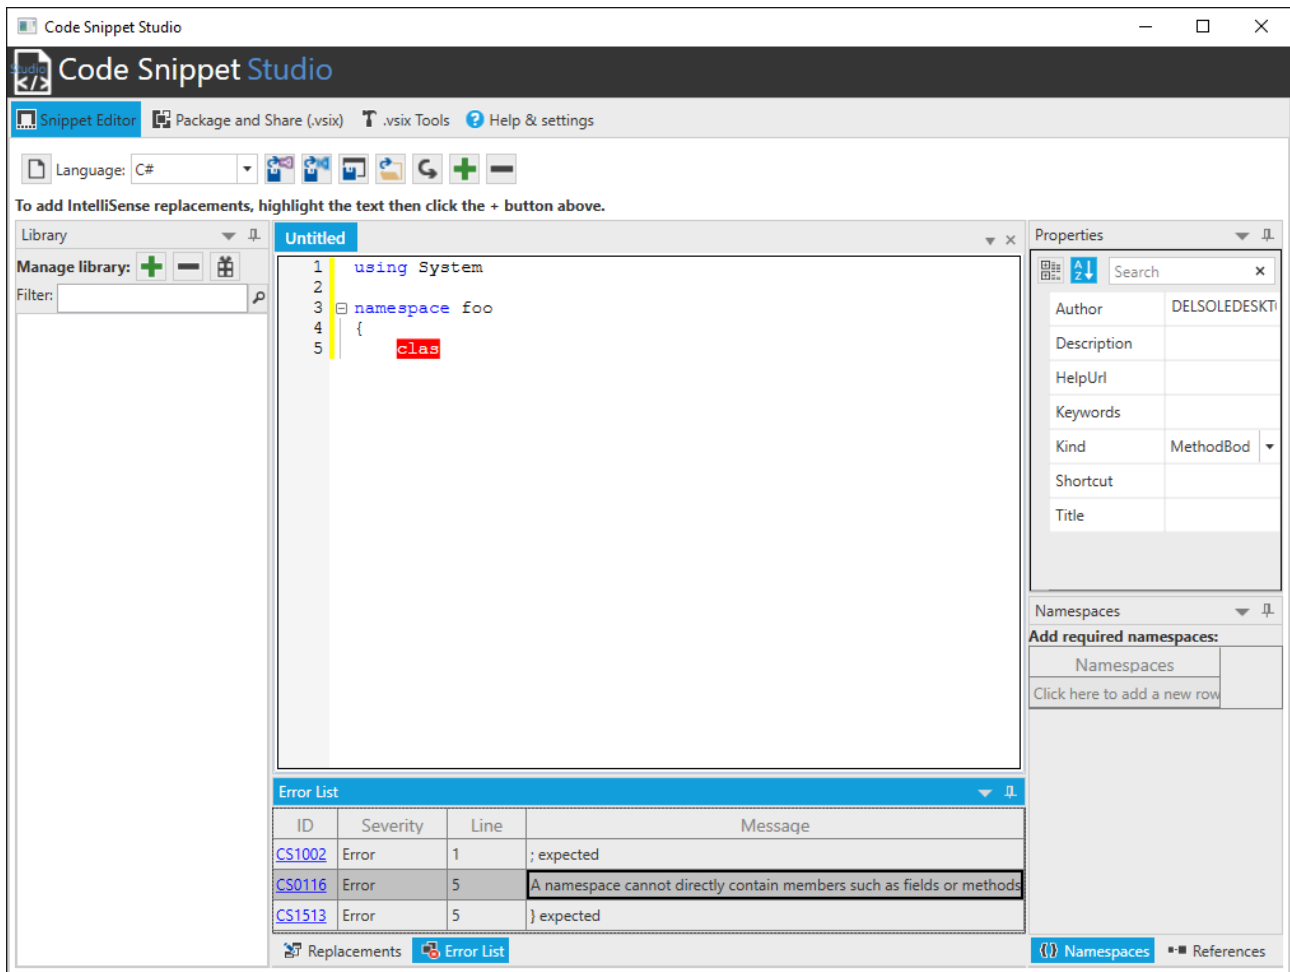 Code Snippet Studio
Studio
</>
Code Snippet Studio
Snippet Editor Package and Share (.vsix) .vsix Tools Help & settings
Language: C#
To add IntelliSense replacements, highlight the text then click the + button above.
Library
Manage library:
Filter:
Untitled
1 using System
2
3 namespace foo
4 {
5 clas
Error List
ID Severity Line Message
CS1002 Error 1 ; expected
CS0116 Error 5 A namespace cannot directly contain members such as fields or methods
CS1513 Error 5 } expected
Replacements Error List
Properties
Search
Author DELSOLEDESKT
Description
HelpUrl
Keywords
Kind MethodBod
Shortcut
Title
Namespaces
Add required namespaces:
Namespaces
Click here to add a new row
Namespaces References